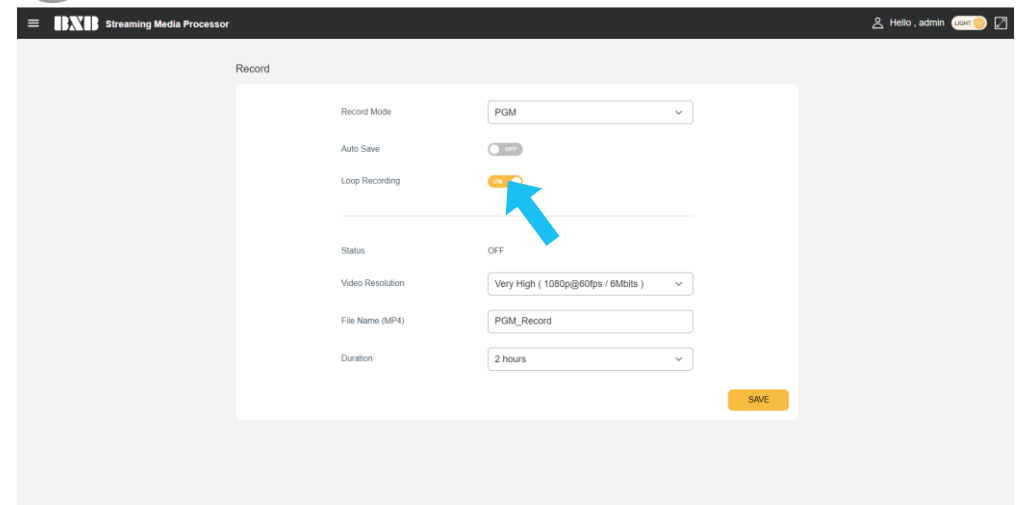 BXB Streaming Media Processor
Hello , admin LIGHT
Record
Record Mode PGM
Auto Save OFF
Loop Recording ON
Status OFF
Video Resolution Very High ( 1080p@60fps / 6Mbits )
File Name (MP4) PGM_Record
Duration 2 hours
SAVE